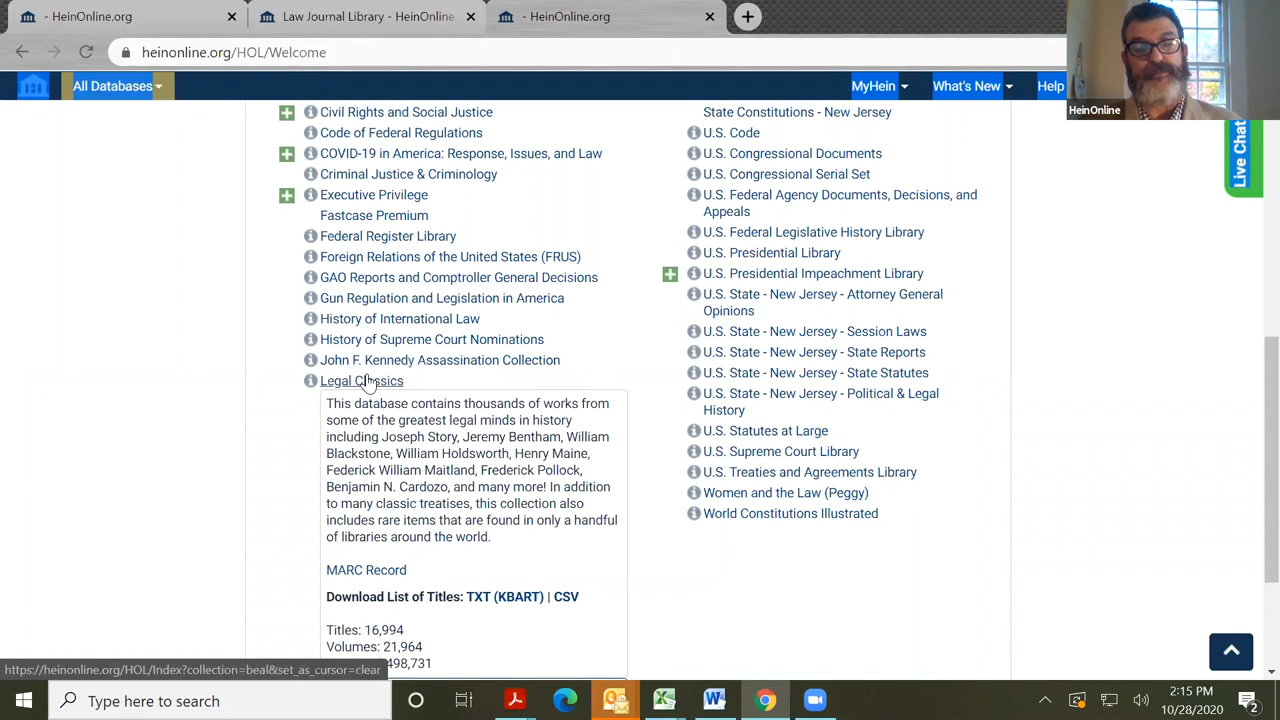 - HeinOnline.org
Law Journal Library - HeinOnline
- HeinOnline.org
heinonline.org/HOL/Welcome
All Databases
MyHein
What's New
Help
HeinOnline
Live Chat
Civil Rights and Social Justice
Code of Federal Regulations
COVID-19 in America: Response, Issues, and Law
Criminal Justice & Criminology
Executive Privilege
Fastcase Premium
Federal Register Library
Foreign Relations of the United States (FRUS)
GAO Reports and Comptroller General Decisions
Gun Regulation and Legislation in America
History of International Law
History of Supreme Court Nominations
John F. Kennedy Assassination Collection
Legal Classics
This database contains thousands of works from
some of the greatest legal minds in history
including Joseph Story, Jeremy Bentham, William
Blackstone, William Holdsworth, Henry Maine,
Federick William Maitland, Frederick Pollock,
Benjamin N. Cardozo, and many more! In addition
to many classic treatises, this collection also
includes rare items that are found in only a handful
of libraries around the world.
MARC Record
Download List of Titles: TXT (KBART) | CSV
Titles: 16,994
Volumes: 21,964
498,731
State Constitutions - New Jersey
U.S. Code
U.S. Congressional Documents
U.S. Congressional Serial Set
U.S. Federal Agency Documents, Decisions, and
Appeals
U.S. Federal Legislative History Library
U.S. Presidential Library
U.S. Presidential Impeachment Library
U.S. State - New Jersey - Attorney General
Opinions
U.S. State - New Jersey - Session Laws
U.S. State - New Jersey - State Reports
U.S. State - New Jersey - State Statutes
U.S. State - New Jersey - Political & Legal
History
U.S. Statutes at Large
U.S. Supreme Court Library
U.S. Treaties and Agreements Library
Women and the Law (Peggy)
World Constitutions Illustrated
https://heinonline.org/HOL/Index?collection=beal&set_as_cursor=clear
Type here to search
2:15 PM
10/28/2020
2